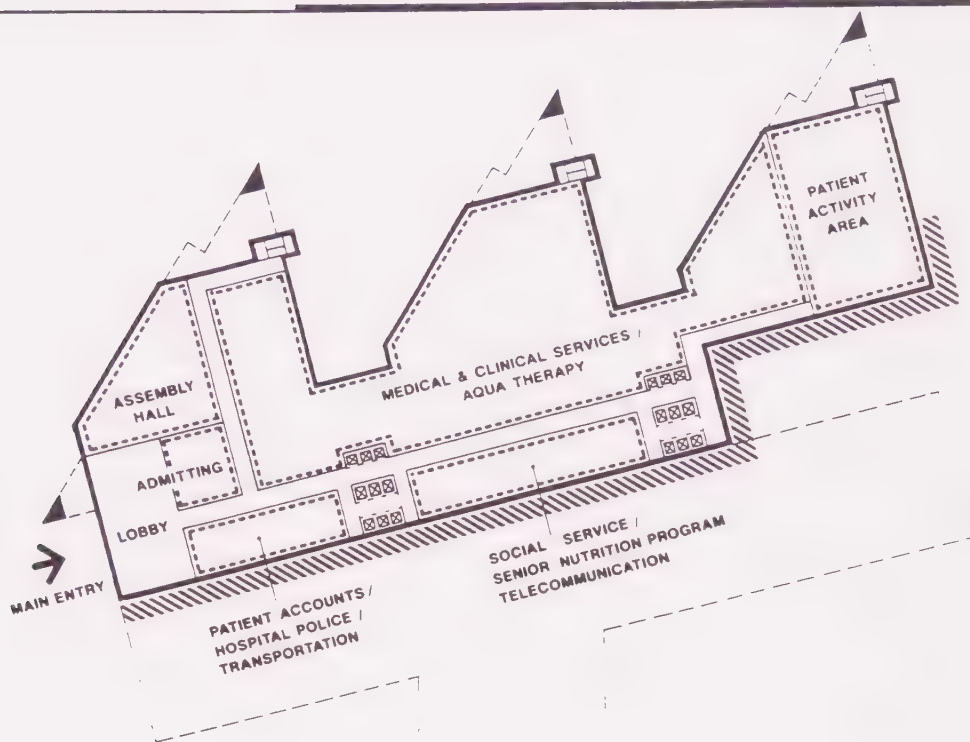 PATIENT
ACTIVITY
AREA
MEDICAL & CLINICAL SERVICES /
AQUA THERAPY
ASSEMBLY
HALL
ADMITTING
LOBBY
MAIN ENTRY
SOCIAL SERVICE /
SENIOR NUTRITION PROGRAM
TELECOMMUNICATION
PATIENT ACCOUNTS /
HOSPITAL POLICE /
TRANSPORTATION